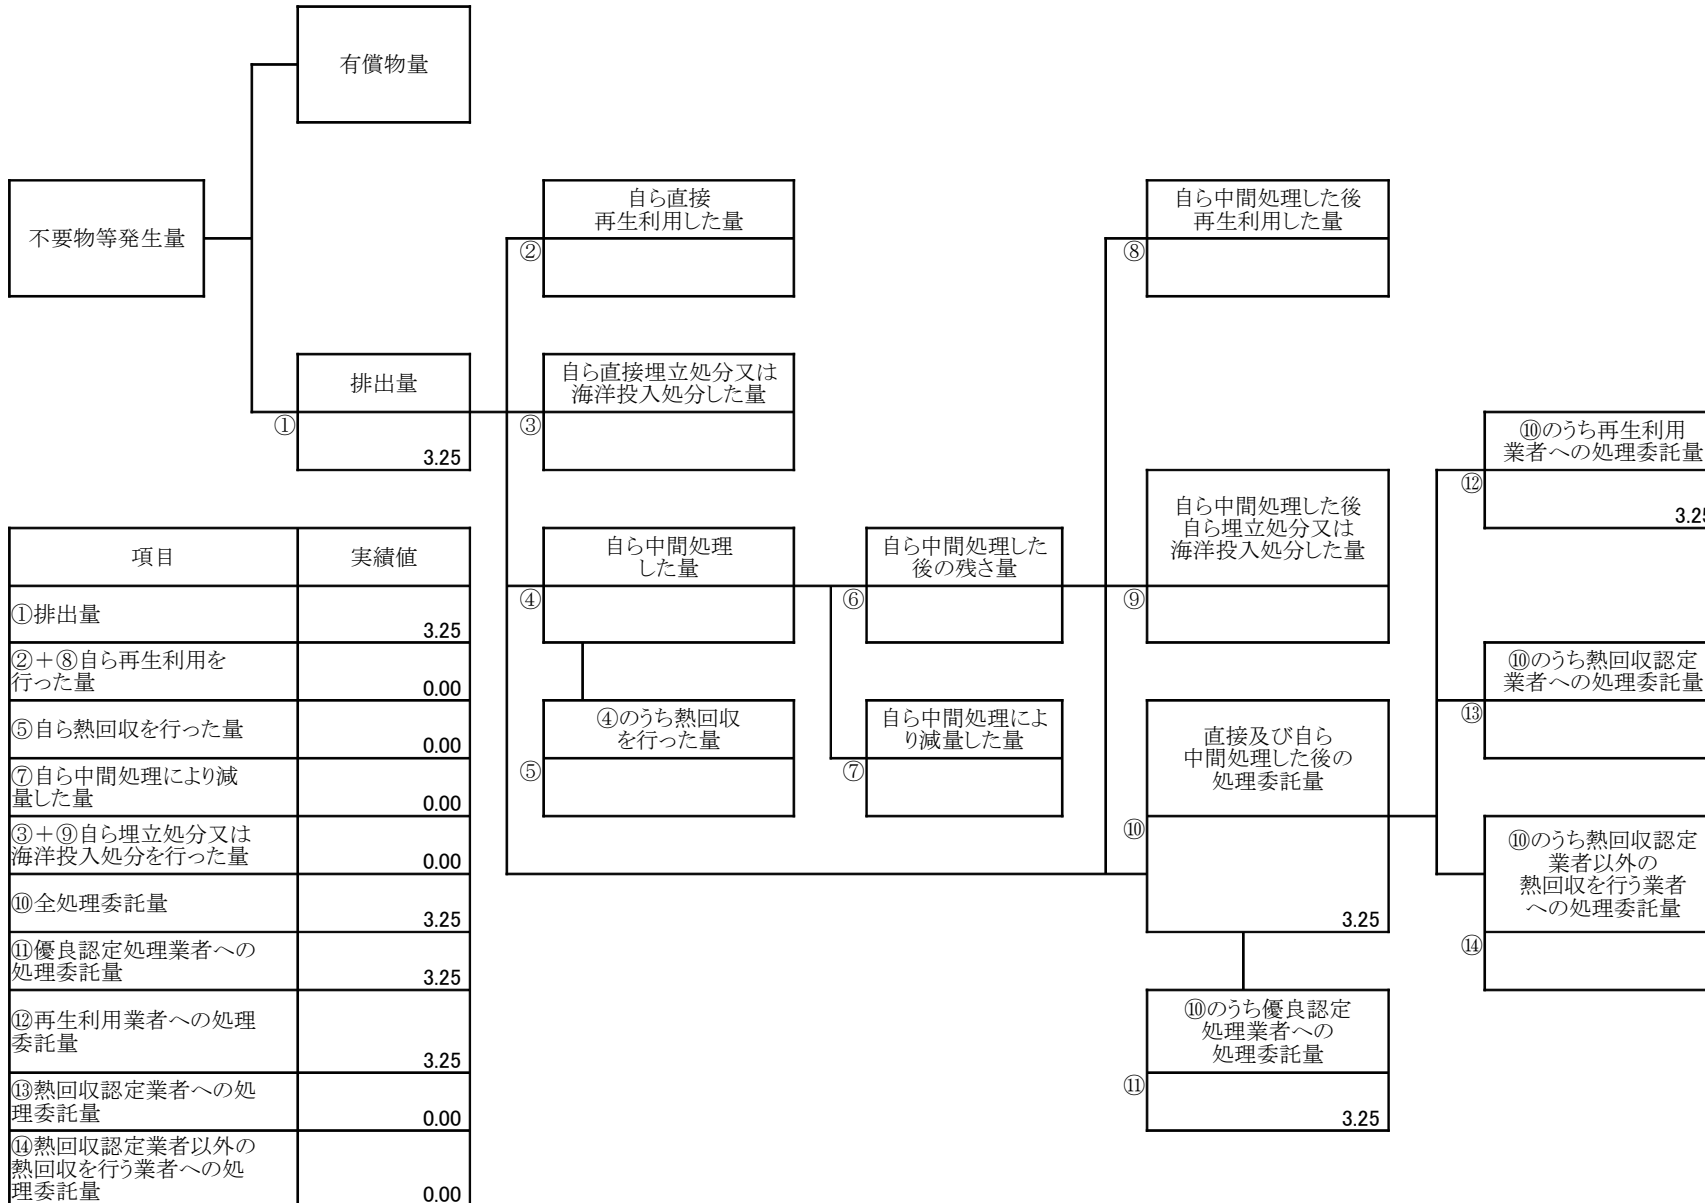 有償物量
不要物等発生量
自ら直接
再生利用した量
②
自ら中間処理した後
再生利用した量
⑧
排出量
①
3.25
自ら直接埋立処分又は
海洋投入処分した量
③
⑩のうち再生利用
業者への処理委託量
⑫
3.25
自ら中間処理
した量
④
自ら中間処理した
後の残さ量
⑥
自ら中間処理した後
自ら埋立処分又は
海洋投入処分した量
⑨
④のうち熱回収
を行った量
⑤
自ら中間処理によ
り減量した量
⑦
直接及び自ら
中間処理した後の
処理委託量
⑩
3.25
⑩のうち熱回収認定
業者への処理委託量
⑬
⑩のうち熱回収認定
業者以外の
熱回収を行う業者
への処理委託量
⑭
⑩のうち優良認定
処理業者への
処理委託量
⑪
3.25
項目 実績値
①排出量
3.25
②+⑧自ら再生利用を
行った量
0.00
⑤自ら熱回収を行った量
0.00
⑦自ら中間処理により減
量した量
0.00
③+⑨自ら埋立処分又は
海洋投入処分を行った量
0.00
⑩全処理委託量
3.25
⑪優良認定処理業者への
処理委託量
3.25
⑫再生利用業者への処理
委託量
3.25
⑬熱回収認定業者への処
理委託量
0.00
⑭熱回収認定業者以外の
熱回収を行う業者への処
理委託量
0.00